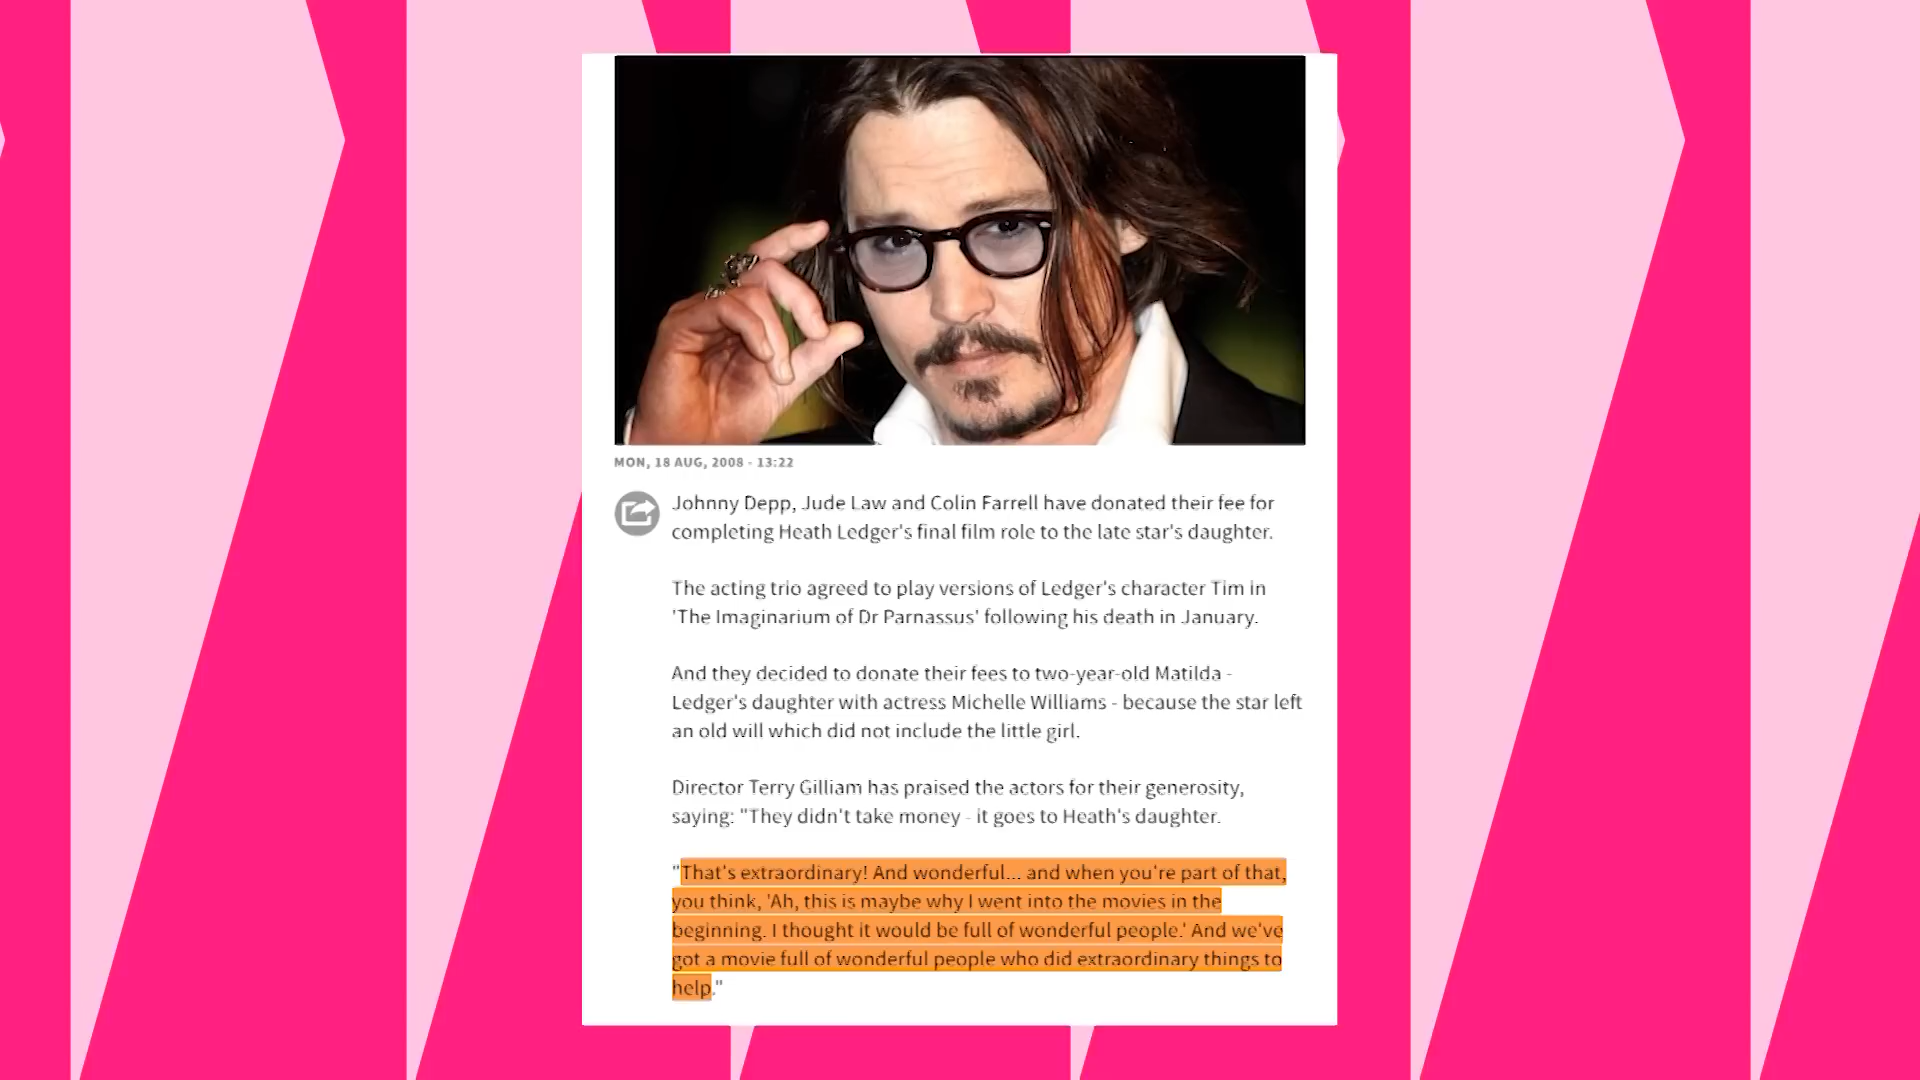 MON, 18 AUG, 2008 - 13:22
Johnny Depp, Jude Law and Colin Farrell have donated their fee for
completing Heath Ledger's final film role to the late star's daughter.
The acting trio agreed to play versions of Ledger's character Tim in
'The Imaginarium of Dr Parnassus' following his death in January.
And they decided to donate their fees to two-year-old Matilda -
Ledger's daughter with actress Michelle Williams - because the star left
an old will which did not include the little girl.
Director Terry Gilliam has praised the actors for their generosity,
saying: "They didn't take money - it goes to Heath's daughter.
"That's extraordinary! And wonderful... and when you're part of that,
you think, 'Ah, this is maybe why I went into the movies in the
beginning. I thought it would be full of wonderful people.' And we've
got a movie full of wonderful people who did extraordinary things to
help."